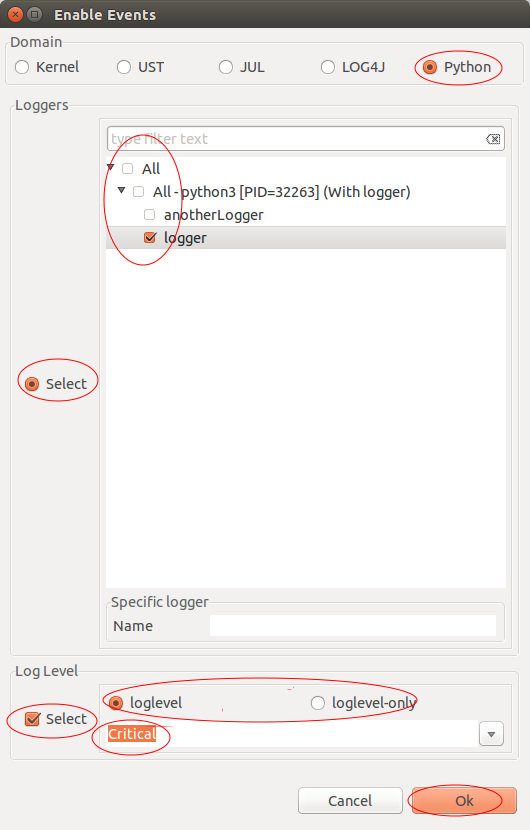 Enable Events
Domain
Kernel UST JUL LOG4J Python
Loggers
type filter text
All
All - python3 [PID=32263] (With logger)
anotherLogger
logger
Select
Specific logger
Name
Log Level
loglevel loglevel-only
Select
Critical
Cancel Ok